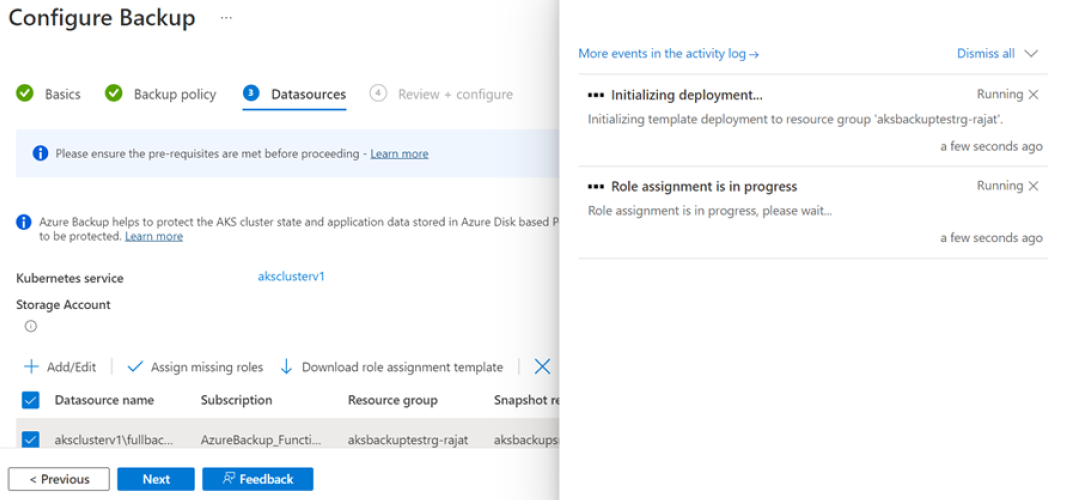 Configure Backup ...
Basics
Backup policy
3 Datasources
4 Review + configure
Please ensure the pre-requisites are met before proceeding - Learn more
Azure Backup helps to protect the AKS cluster state and application data stored in Azure Disk based P
to be protected. Learn more
Kubernetes service aksclusterv1
Storage Account
Add/Edit Assign missing roles Download role assignment template
Datasource name Subscription Resource group Snapshot re
aksclusterv1\fullbac... AzureBackup_Functi... aksbackuptestrg-rajat aksbackups
< Previous Next Feedback
More events in the activity log → Dismiss all
Initializing deployment... Running
Initializing template deployment to resource group 'aksbackuptestrg-rajat'.
a few seconds ago
Role assignment is in progress Running
Role assignment is in progress, please wait...
a few seconds ago